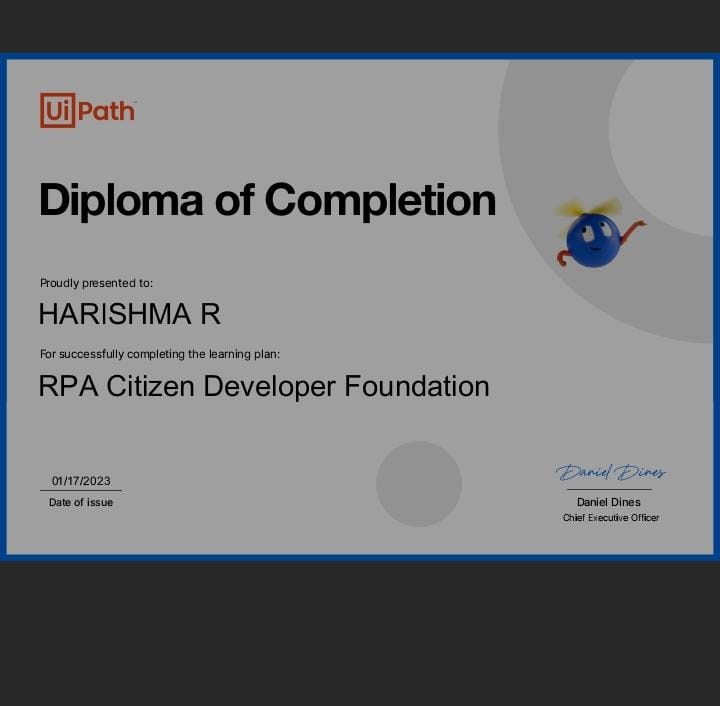 UiPath
Diploma of Completion
Proudly presented to:
HARISHMA R
For successfully completing the learning plan:
RPA Citizen Developer Foundation
01/17/2023
Date of issue
Daniel Dines
Daniel Dines
Chief Executive Officer